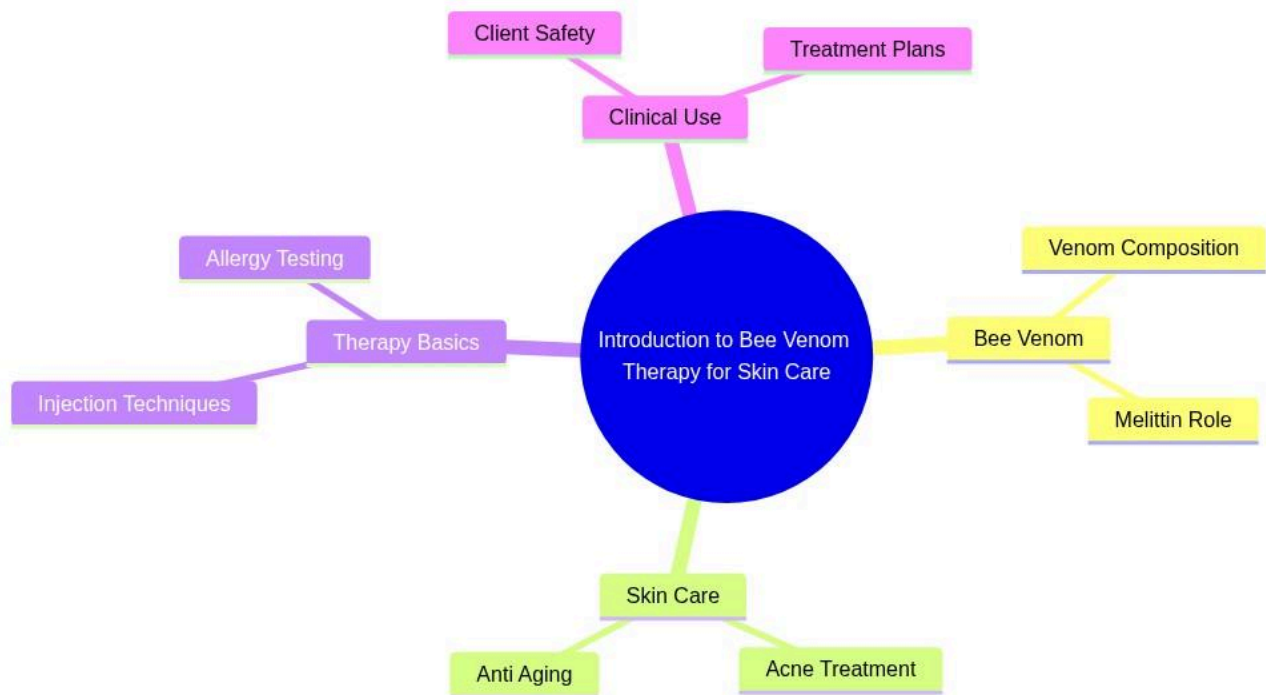 Client Safety
Treatment Plans
Clinical Use
Allergy Testing
Therapy Basics
Injection Techniques
Introduction to Bee Venom
Therapy for Skin Care
Venom Composition
Bee Venom
Melittin Role
Skin Care
Anti Aging
Acne Treatment